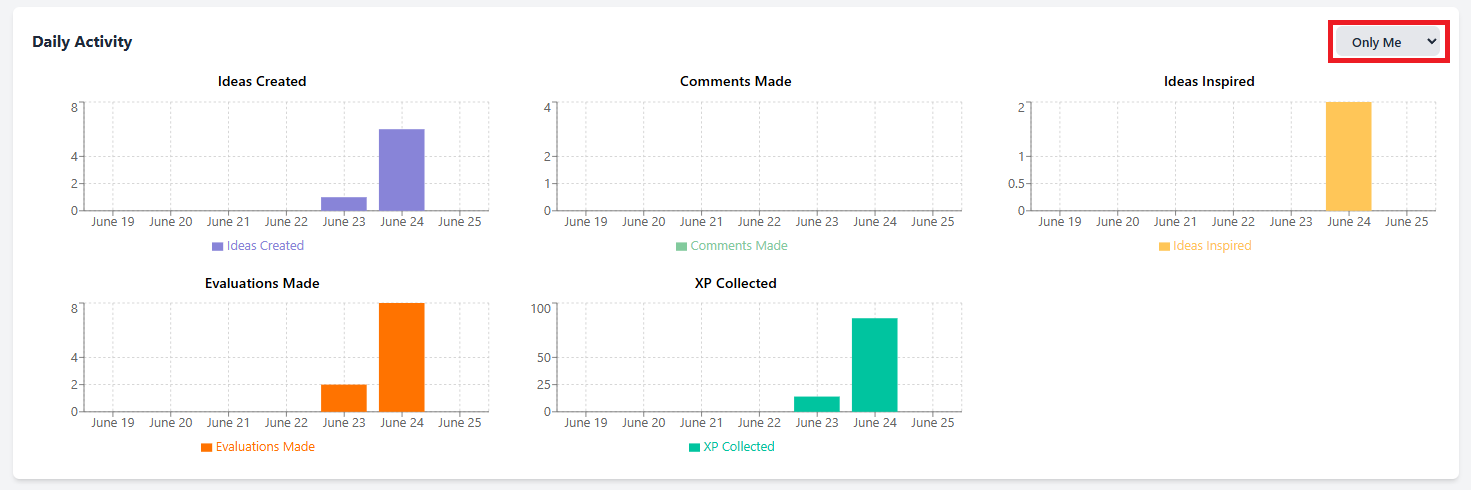 Daily Activity
Only Me
Ideas Created
8
4
2
0
June 19 June 20 June 21 June 22 June 23 June 24 June 25
Ideas Created
Comments Made
4
2
1
0
June 19 June 20 June 21 June 22 June 23 June 24 June 25
Comments Made
Ideas Inspired
2
1
0.5
0
June 19 June 20 June 21 June 22 June 23 June 24 June 25
Ideas Inspired
Evaluations Made
8
4
2
0
June 19 June 20 June 21 June 22 June 23 June 24 June 25
Evaluations Made
XP Collected
100
50
25
0
June 19 June 20 June 21 June 22 June 23 June 24 June 25
XP Collected